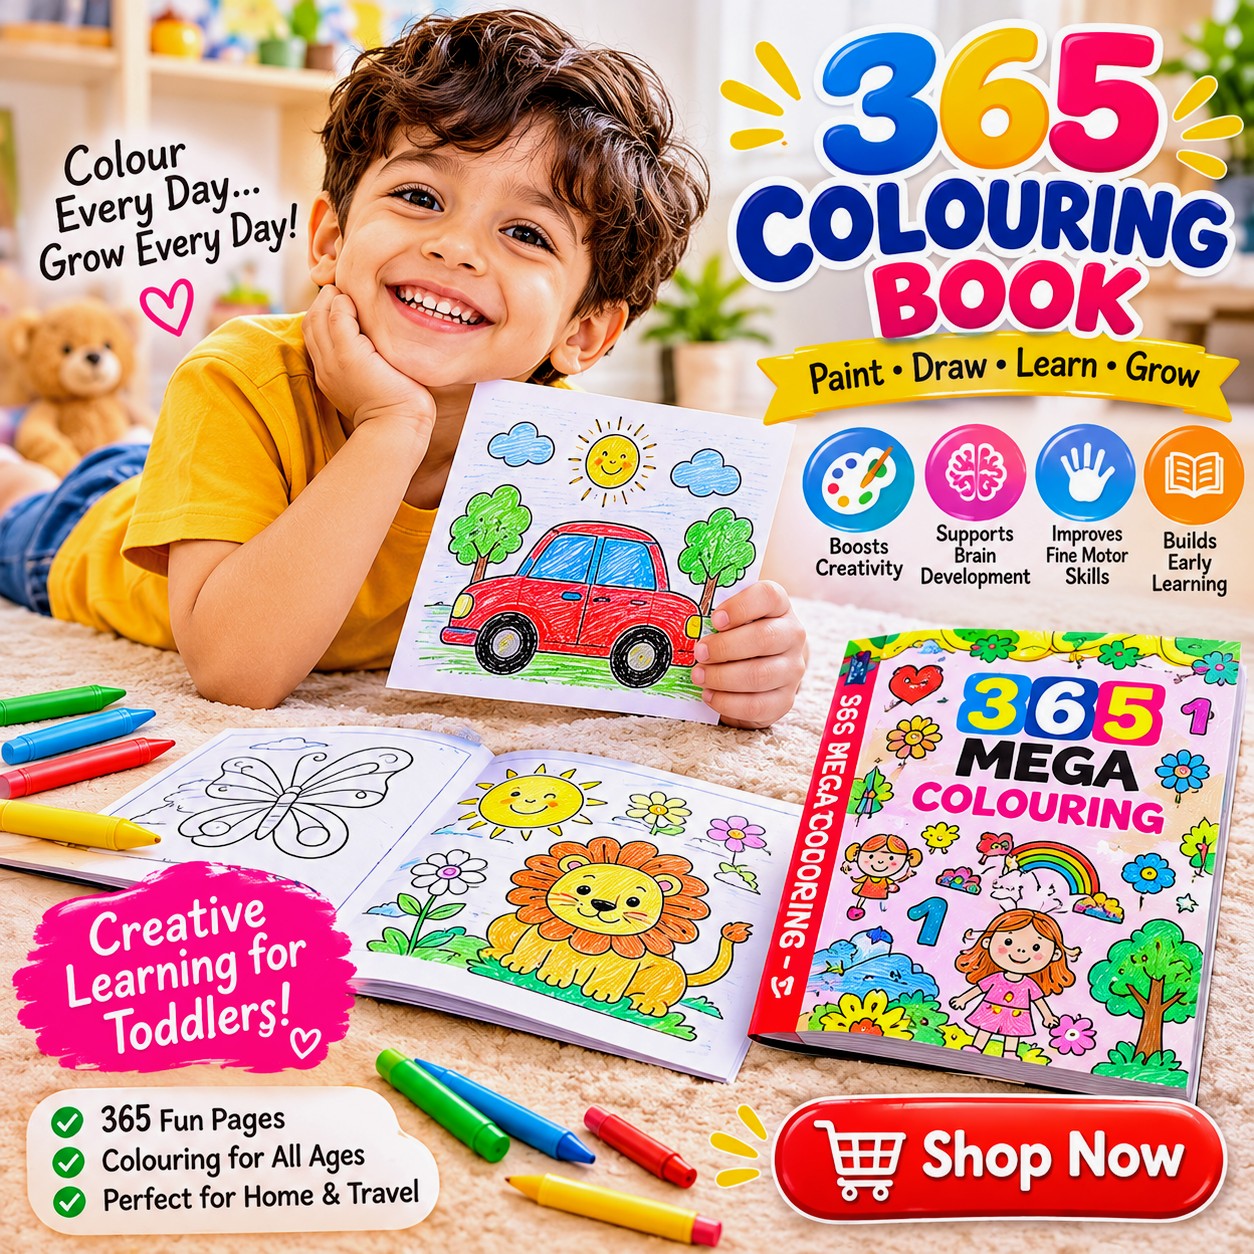 Colour
Every Day...
Grow Every Day!
365
COLOURING
BOOK
Paint • Draw • Learn • Grow
Boosts
Creativity
Supports
Brain
Development
Improves
Fine Motor
Skills
Builds
Early
Learning
365
1
MEGA
COLOURING
1
Creative
Learning for
Toddlers!
365 Fun Pages
Colouring for All Ages
Perfect for Home & Travel
Shop Now